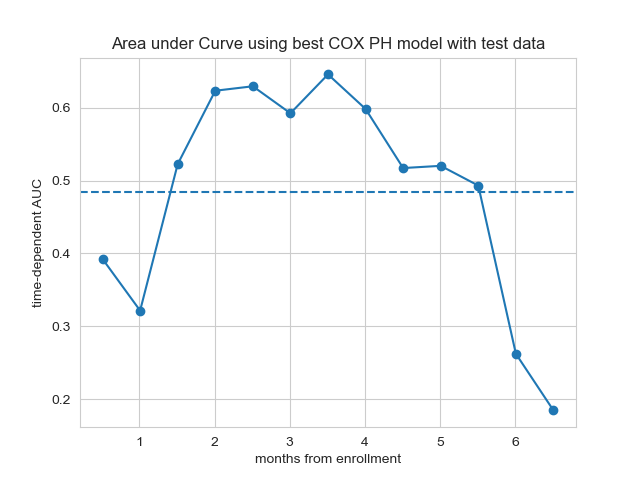 Area under Curve using best COX PH model with test data
time-dependent AUC
0.6
0.5
0.4
0.3
0.2
1 2 3 4 5 6
months from enrollment